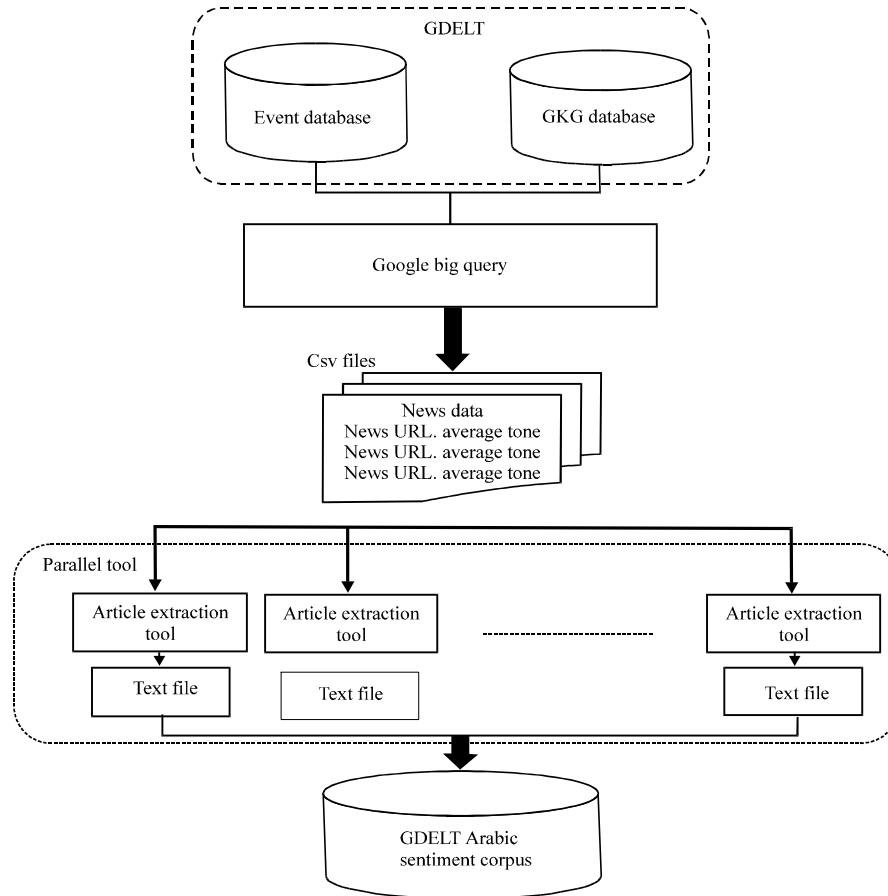 GDELT
Event database
GKG database
Google big query
Csv files
News data
News URL. average tone
News URL. average tone
News URL. average tone
Parallel tool
Article extraction
tool
Article extraction
tool
Article extraction
tool
Text file
Text file
Text file
GDELT Arabic
sentiment corpus